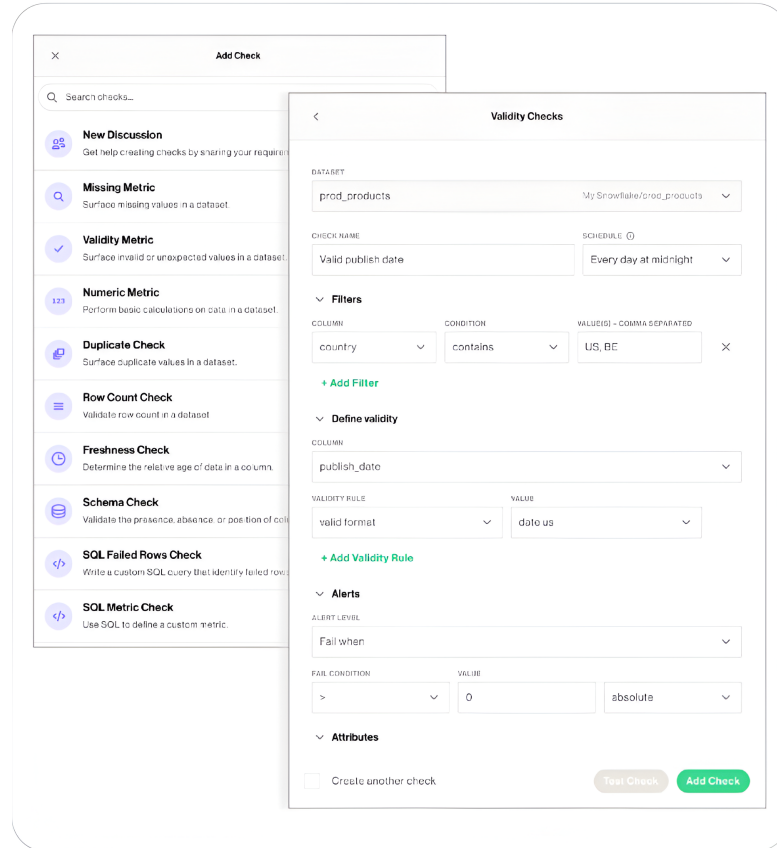 Add Check
Search checks...
New Discussion
Get help creating checks by sharing your
Missing Metric
Surface missing values in a dataset.
Validity Metric
Surface invalid or unexpected values in a dataset.
123
Numeric Metric
Perform basic calculations on data in a dataset.
Duplicate Check
Surface duplicate values in a dataset.
Row Count Check
Validate row count in a dataset
Freshness Check
Determine the relative age of data in a column.
Schema Check
Validate the presence, absence, or position of
</>
SQL Failed Rows Check
Write a custom SQL query that identify failed
</>
SQL Metric Check
Use SQL to define a custom metric.
Validity Checks
DATASET
prod_products My Snowflake/prod_products
CHECK NAME SCHEDULE
Valid publish date Every day at midnight
Filters
COLUMN CONDITION VALUE(S) - COMMA SEPARATED
country contains US, BE
+ Add Filter
Define validity
COLUMN
publish_date
VALIDITY RULE VALUE
valid format date us
+ Add Validity Rule
Alerts
ALERT LEVEL
Fail when
FAIL CONDITION VALUE
> 0 absolute
Attributes
Create another check Test Check Add Check